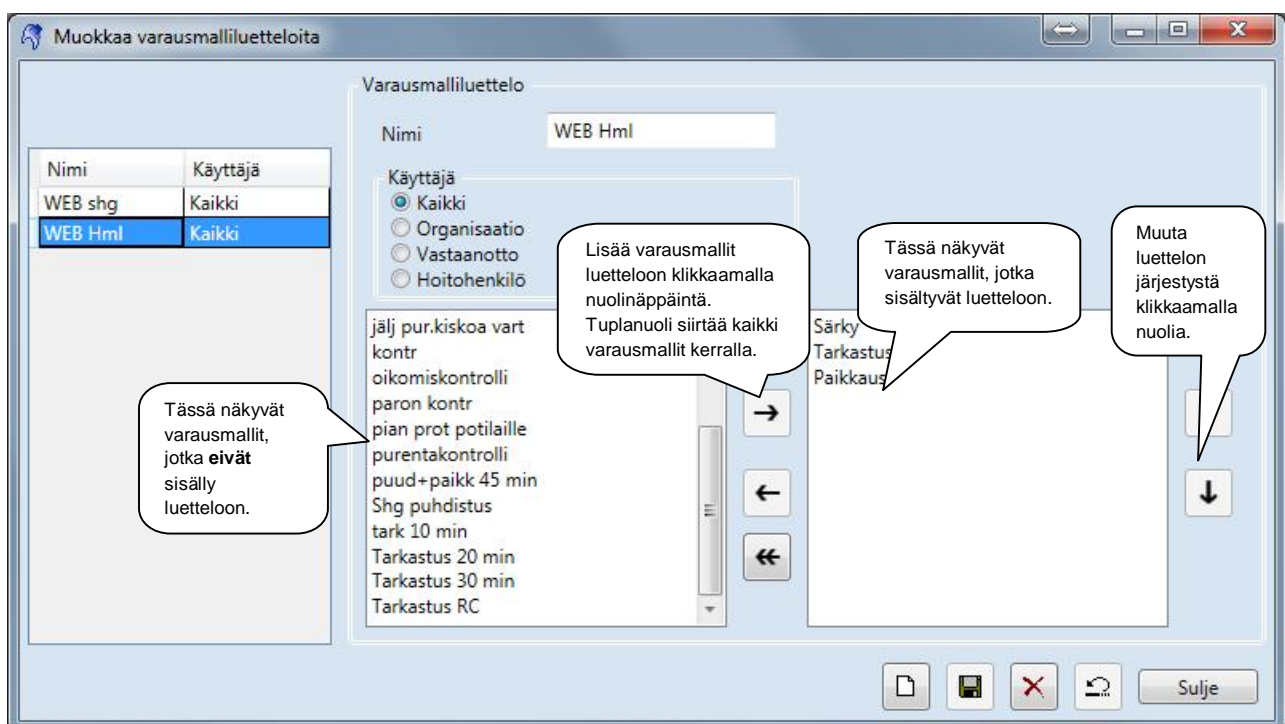 Muokkaa varausmalliluetteloita
Nimi
Käyttäjä
WEB shg
Kaikki
WEB Hml
Kaikki
Varausmalliluettelo
Nimi
WEB Hml
Käyttäjä
Kaikki
Organisaatio
Vastaanotto
Hoitohenkilö
jälj pur.kiskoa vart
kontr
oikomiskontrolli
paron kontr
pian prot potilaille
purentakontrolli
puud+paikk 45 min
Shg puhdistus
tark 10 min
Tarkastus 20 min
Tarkastus 30 min
Tarkastus RC
Tässä näkyvät
varausmallit,
jotka eivät
sisälly
luetteloon.
Lisää varausmallit
luetteloon klikkaamalla
nuolinäppäintä.
Tuplanuoli siirtää kaikki
varausmallit kerralla.
Särky
Tarkastus
Paikkaus
Tässä näkyvät
varausmallit, jotka
sisältyvät luetteloon.
Muuta
luettelon
järjestystä
klikkaamalla
nuolia.
Sulje